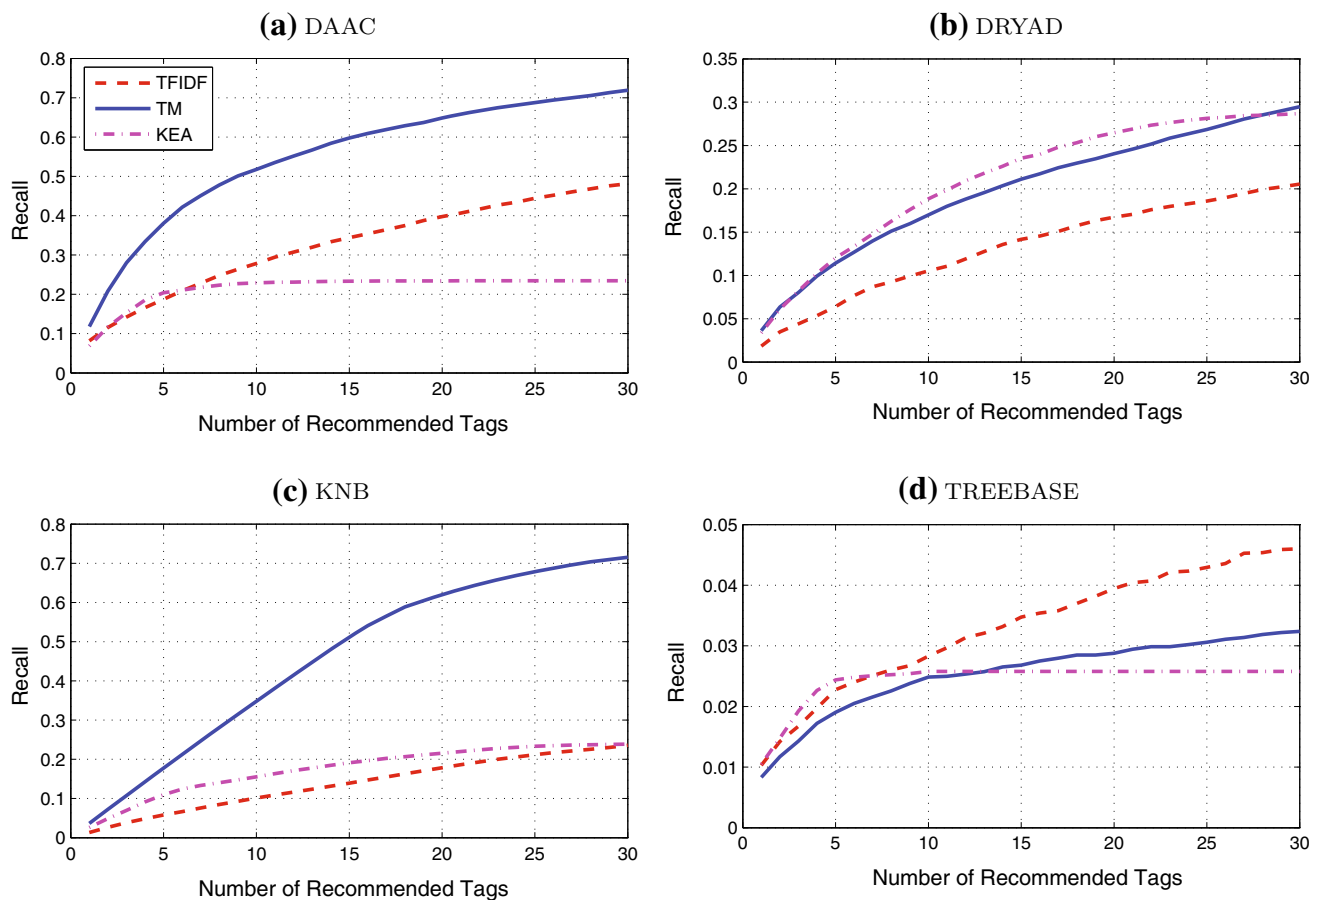 (a) DAAC
0.8
0.7
0.6
0.5
0.4
0.3
0.2
0.1
0
Recall
TFIDF
TM
KEA
0 5 10 15 20 25 30
Number of Recommended Tags
(b) DRYAD
0.35
0.3
0.25
0.2
0.15
0.1
0.05
0
Recall
0 5 10 15 20 25 30
Number of Recommended Tags
(c) KNB
0.8
0.7
0.6
0.5
0.4
0.3
0.2
0.1
0
Recall
0 5 10 15 20 25 30
Number of Recommended Tags
(d) TREEBASE
0.05
0.04
0.03
0.02
0.01
0
Recall
0 5 10 15 20 25 30
Number of Recommended Tags